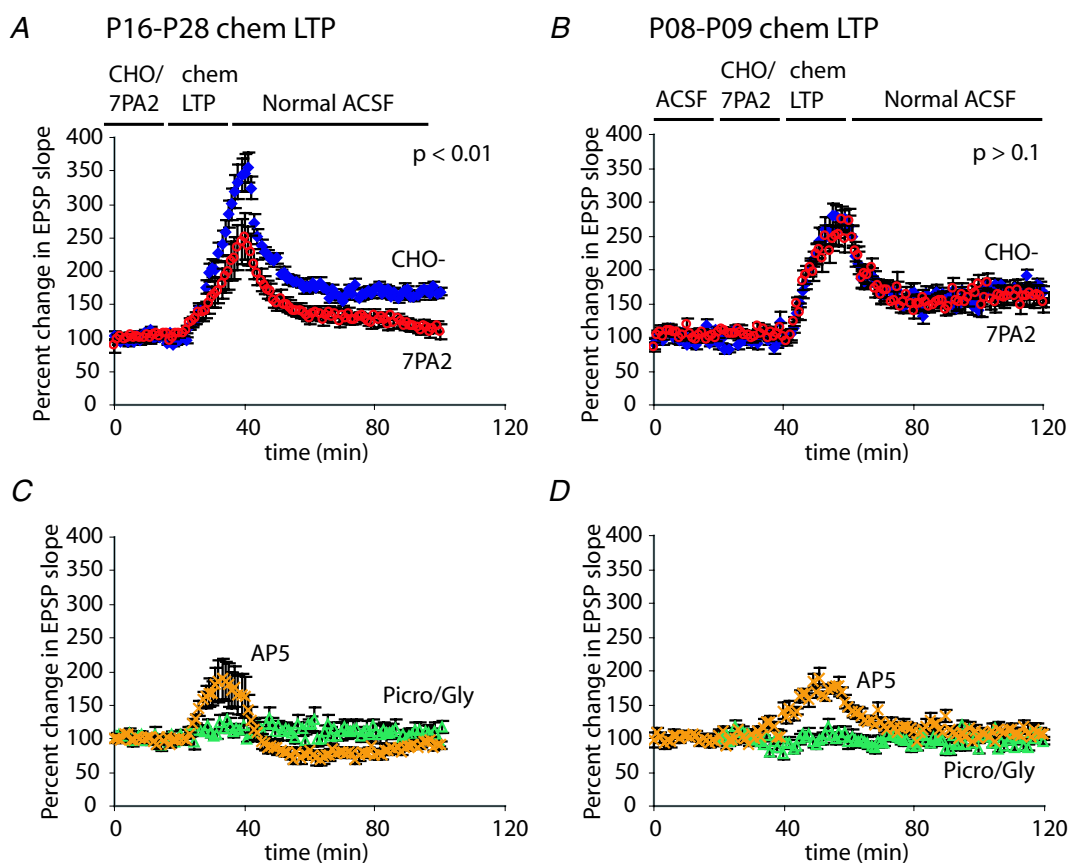 A
P16-P28 chem LTP
CHO/
7PA2
chem
LTP
Normal ACSF
Percent change in EPSP slope
400
350
300
250
200
150
100
50
0
p < 0.01
CHO-
7PA2
0
40
80
120
time (min)
B
P08-P09 chem LTP
ACSF
CHO/
7PA2
chem
LTP
Normal ACSF
Percent change in EPSP slope
400
350
300
250
200
150
100
50
0
p > 0.1
CHO-
7PA2
0
40
80
120
time (min)
C
Percent change in EPSP slope
400
350
300
250
200
150
100
50
0
AP5
Picro/Gly
0
40
80
120
time (min)
D
Percent change in EPSP slope
400
350
300
250
200
150
100
50
0
AP5
Picro/Gly
0
40
80
120
time (min)